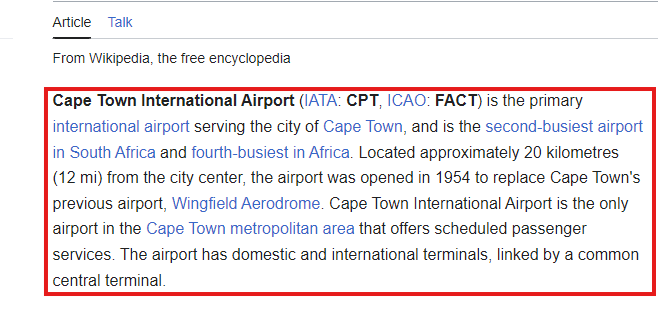 Article Talk
From Wikipedia, the free encyclopedia
Cape Town International Airport (IATA: CPT, ICAO: FACT) is the primary
international airport serving the city of Cape Town, and is the second-busiest airport
in South Africa and fourth-busiest in Africa. Located approximately 20 kilometres
(12 mi) from the city center, the airport was opened in 1954 to replace Cape Town's
previous airport, Wingfield Aerodrome. Cape Town International Airport is the only
airport in the Cape Town metropolitan area that offers scheduled passenger
services. The airport has domestic and international terminals, linked by a common
central terminal.